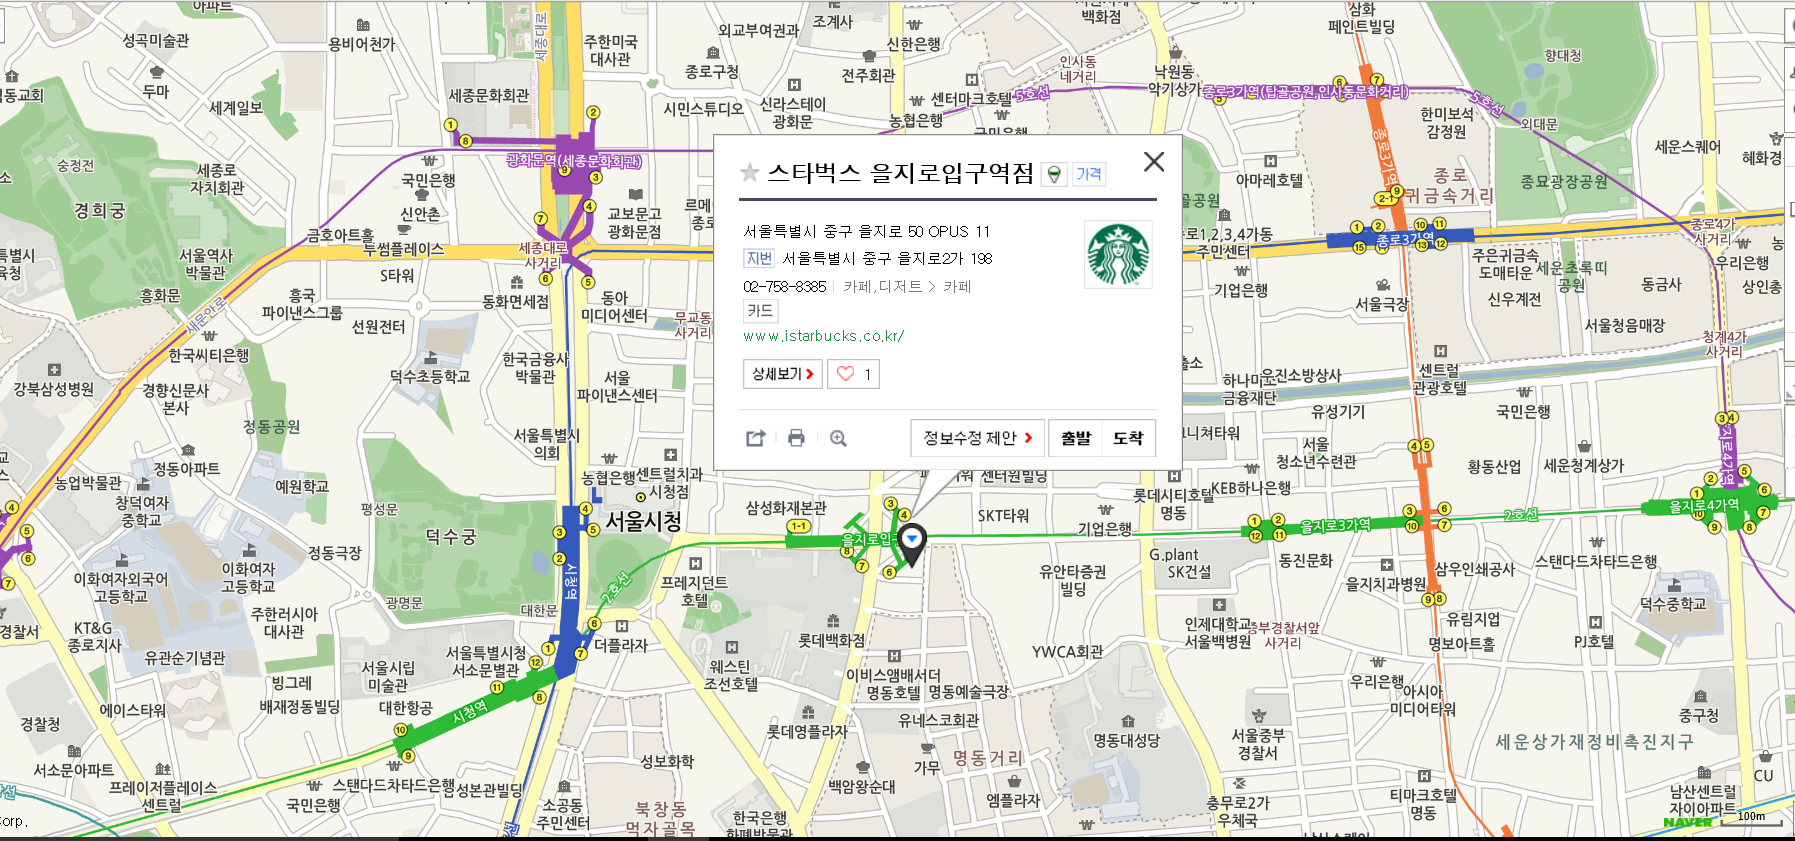 아파트
성곡미술관
용비어천가
세종대로
주한미국
대사관
외교부여권과
조계사
신한은행
백화점
삼화
페인트빌딩
향대청
두마
세계일보
세종문화회관
종로구청
전주회관
인사동
네거리
낙원동
악기상가
시민스튜디오
신라스테이
광화문
센터마크호텔
5호선
농협은행
국민은행
종로3가역(탑골공원,인사동문화거리)
5호선
한미보석
감정원
외대문
세운스퀘어
숭정전
세종로
자치회관
광화문역(세종문화회관)
국민은행
신안촌
교보문고
광화문점
경희궁
금호아트홀
투썸플레이스
세종대로
사거리
서울역사
박물관
S타워
흥화문
새문안로
흥국
파이낸스그룹
선원전터
동화면세점
동아
미디어센터
스타벅스 을지로입구역점
가격
서울특별시 중구 을지로 50 OPUS 11
지번 서울특별시 중구 을지로2가 198
02-758-8385 카페,디저트 > 카페
카드
www.istarbucks.co.kr/
상세보기
1
정보수정 제안
출발
도착
아마레호텔
종로
귀금속거리
종묘광장공원
종로3가역
종로1,2,3,4가동
주민센터
종로3가역
종로4가
사거리
우리은행
기업은행
주은귀금속
도매타운
세운초록띠
공원
동금사
상인촌
서울극장
신우계전
서울청음매장
청계4가
사거리
한국씨티은행
덕수초등학교
한국금융사
박물관
서울
파이낸스센터
무교동
사거리
강북삼성병원
경향신문사
본사
정동공원
서울특별시
의회
하나미소
금융재단
우진소방상사
센트럴
관광호텔
유성기기
국민은행
정동아파트
농업박물관
예원학교
창덕여자
중학교
농협은행
센트럴치과
시청점
서울시청
삼성화재본관
센터원빌딩
SKT타워
기업은행
롯데시티호텔
명동
KEB하나은행
서울
청소년수련관
황동산업
세운청계상가
을지로4가역
평성문
덕수궁
정동극장
시청역
을지로입구
을지로3가역
2호선
을지로4가역
이화여자외국어
고등학교
이화여자
고등학교
광명문
대한문
2호선
프레지던트
호텔
유안타증권
빌딩
G.plant
SK건설
동진문화
을지치과병원
삼우인쇄공사
스탠다드차타드은행
덕수중학교
경찰서
KT&G
종로지사
주한러시아
대사관
유관순기념관
서울시립
미술관
서울특별시청
서소문별관
더플라자
롯데백화점
웨스틴
조선호텔
이비스앰배서더
명동호텔
명동예술극장
YWCA회관
인제대학교
서울백병원
중부경찰서앞
사거리
유림지업
명보아트홀
PJ호텔
우리은행
빙그레
배재정동빌딩
대한항공
시청역
에이스타워
경찰청
롯데영플라자
유네스코회관
명동대성당
서울중부
경찰서
아시아
미디어타워
중구청
세운상가재정비촉진지구
서소문아파트
프레이저플레이스
센트럴
스탠다드차타드은행
국민은행
성본관빌딩
성보화학
소공동
주민센터
북창동
먹자골목
한국은행
화폐박물관
백암왕순대
가무
명동거리
엠플라자
충무로2가
우체국
티마크호텔
명동
남산센트럴
자이아파트
CU
NAVER
100m
Corp.